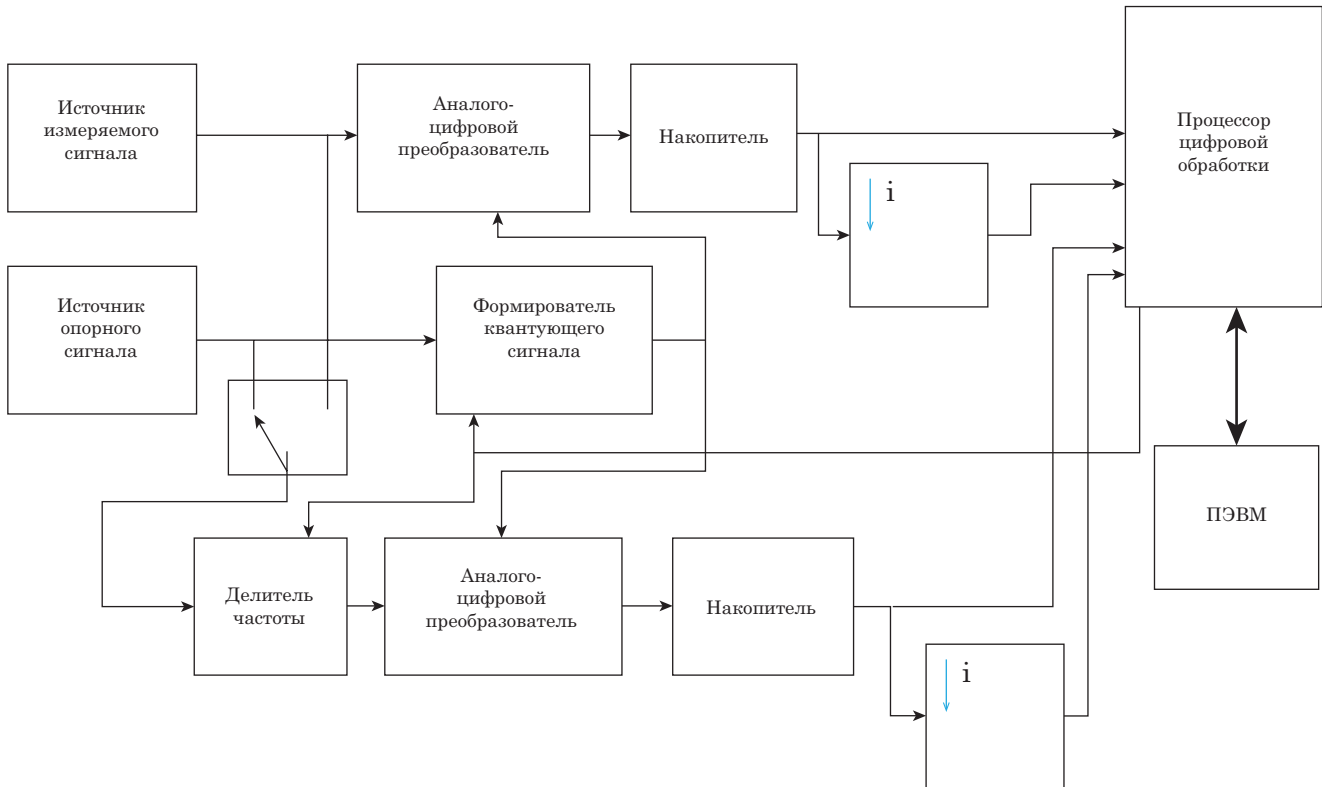 Источник
измеряемого
сигнала
Аналого-
цифровой
преобразователь
Накопитель
Процессор
цифровой
обработки
i
Источник
опорного
сигнала
Формирователь
квантующего
сигнала
ПЭВМ
Делитель
частоты
Аналого-
цифровой
преобразователь
Накопитель
i